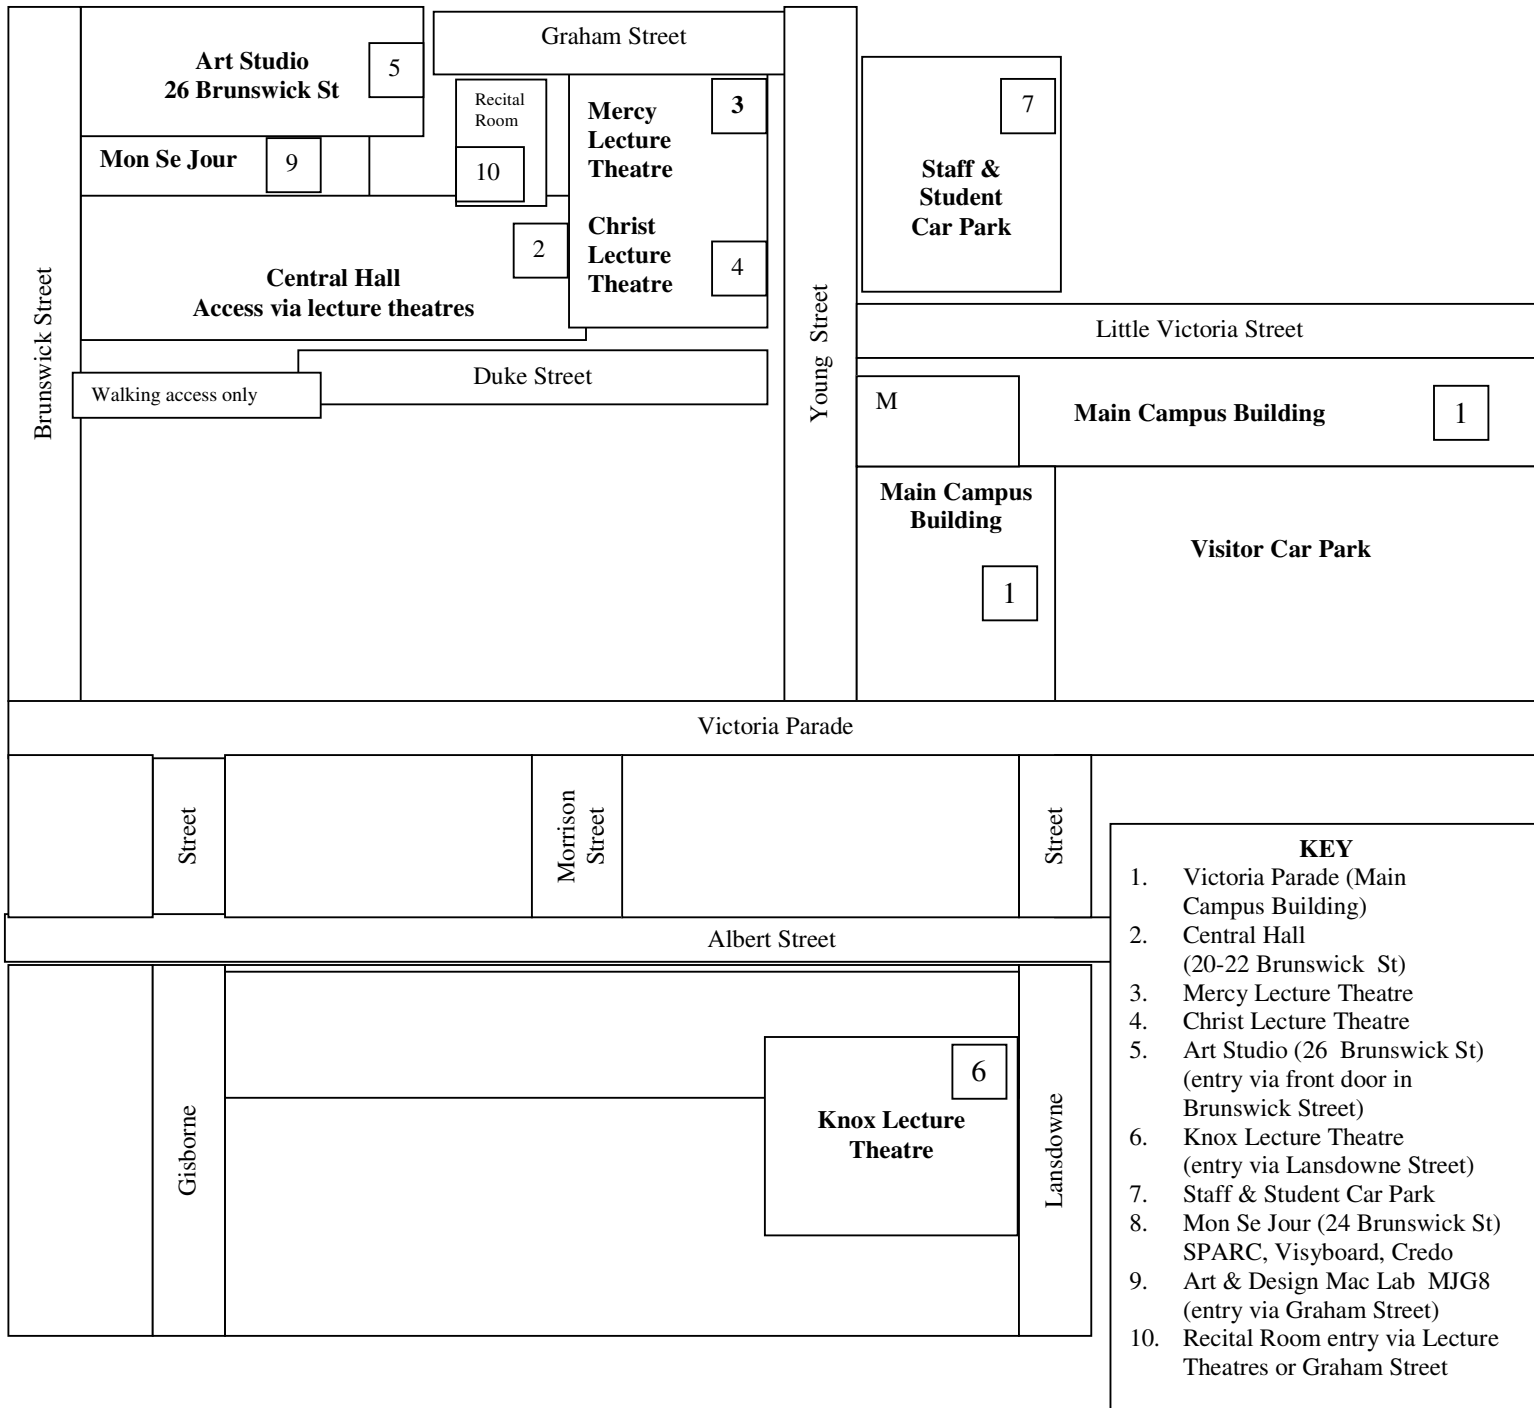 Graham Street
Art Studio
26 Brunswick St
5
Recital
Room
10
Mercy
Lecture
Theatre
3
7
Staff &
Student
Car Park
Mon Se Jour
9
Christ
Lecture
Theatre
4
2
Central Hall
Access via lecture theatres
Brunswick Street
Young Street
Little Victoria Street
Duke Street
Walking access only
M
Main Campus Building
1
Main Campus
Building
1
Visitor Car Park
Victoria Parade
Street
Morrison
Street
Street
Albert Street
Gisborne
6
Knox Lecture
Theatre
Lansdowne
KEY
1. Victoria Parade (Main
Campus Building)
2. Central Hall
(20-22 Brunswick St)
3. Mercy Lecture Theatre
4. Christ Lecture Theatre
5. Art Studio (26 Brunswick St)
(entry via front door in
Brunswick Street)
6. Knox Lecture Theatre
(entry via Lansdowne Street)
7. Staff & Student Car Park
8. Mon Se Jour (24 Brunswick St)
SPARC, Visyboard, Credo
9. Art & Design Mac Lab MJG8
(entry via Graham Street)
10. Recital Room entry via Lecture
Theatres or Graham Street